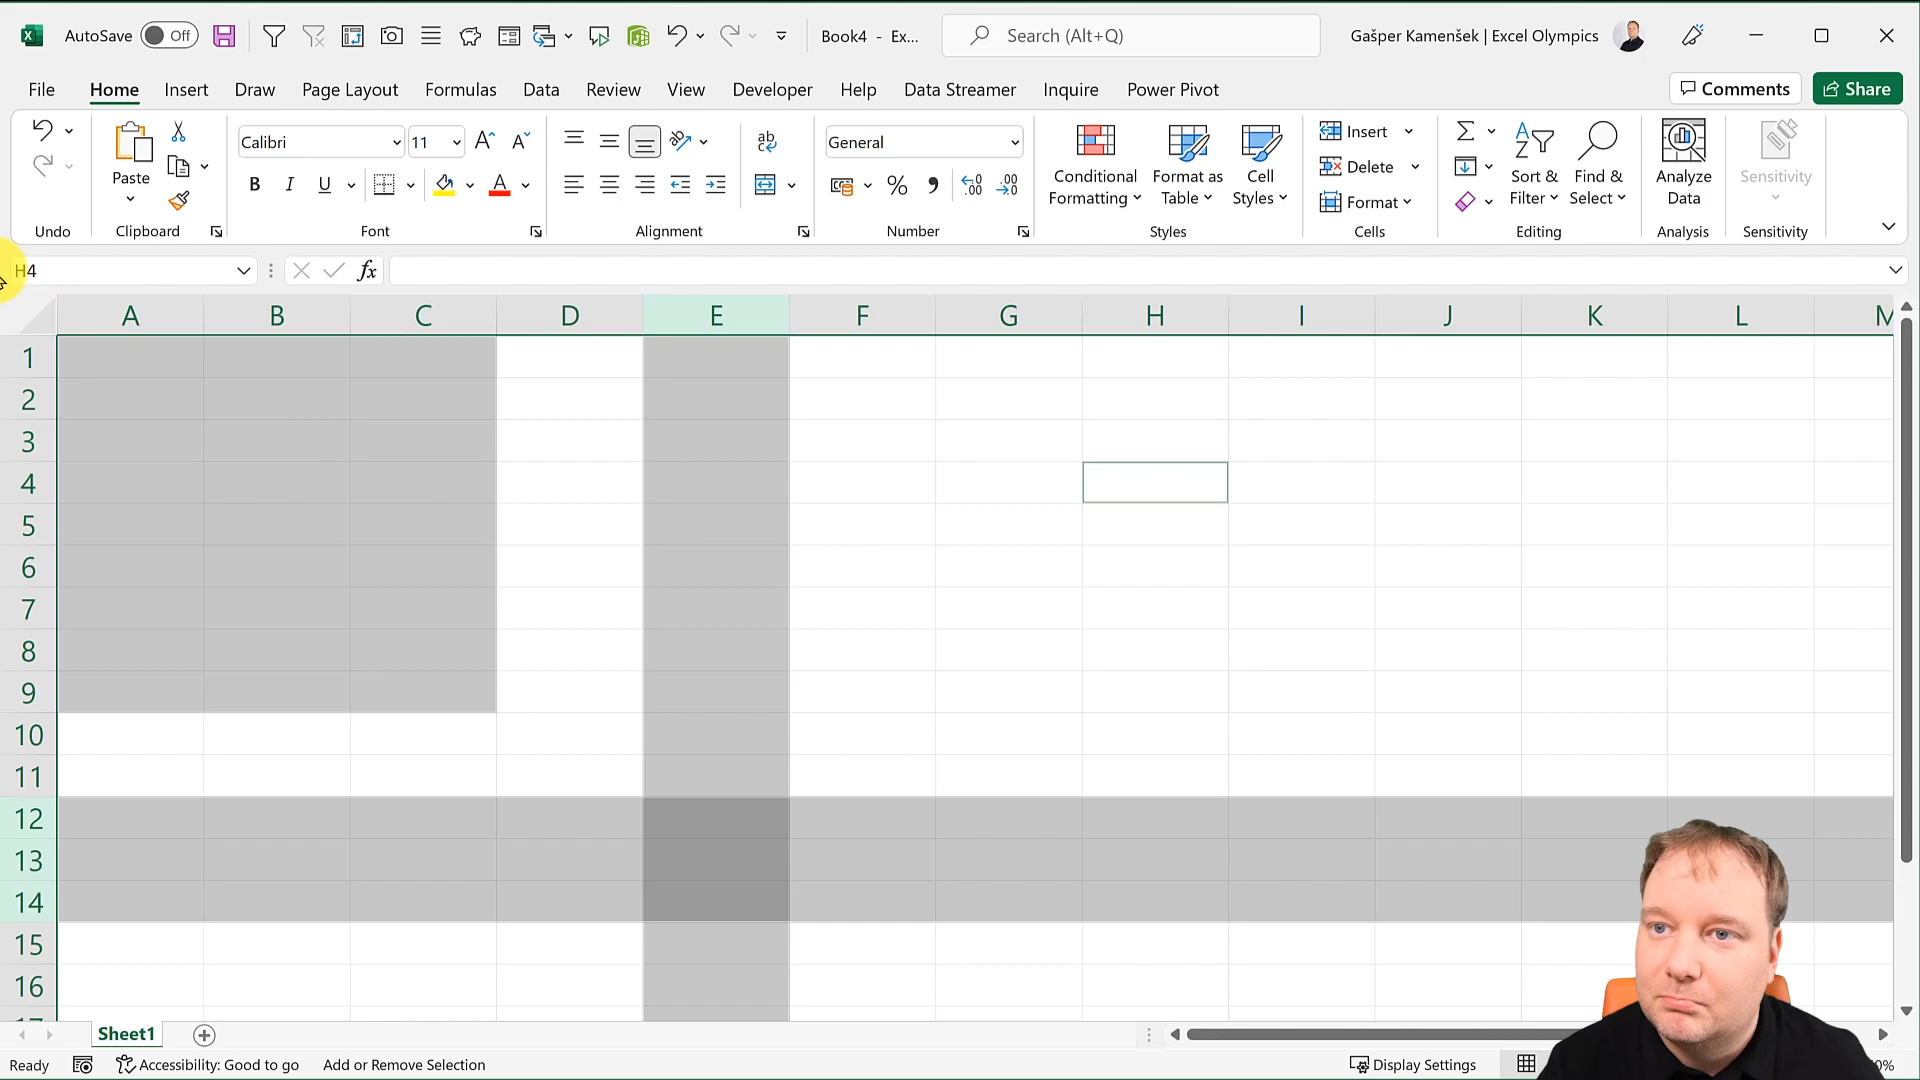 AutoSave Off Book4 - Ex... Search (Alt+Q) Gašper Kamenšek | Excel Olympics
File Home Insert Draw Page Layout Formulas Data Review View Developer Help Data Streamer Inquire Power Pivot Comments Share
Paste
Calibri 11
B I U
ab
General
% 
Conditional Formatting
Format as Table
Cell Styles
Insert
Delete
Format
Sort & Filter
Find & Select
Analyze Data
Sensitivity
Undo Clipboard Font Alignment Number Styles Cells Editing Analysis Sensitivity
H4 fx
A B C D E F G H I J K L M
1
2
3
4
5
6
7
8
9
10
11
12
13
14
15
16
17
Sheet1
Ready Accessibility: Good to go Add or Remove Selection Display Settings